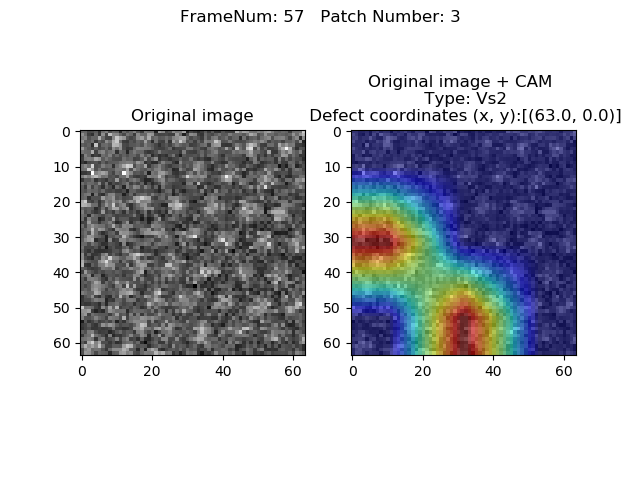 FrameNum: 57   Patch Number: 3
Original image
Original image + CAM
Type: Vs2
Defect coordinates (x, y):[(63.0, 0.0)]
0
10
20
30
40
50
60
0 20 40 60
0
10
20
30
40
50
60
0 20 40 60